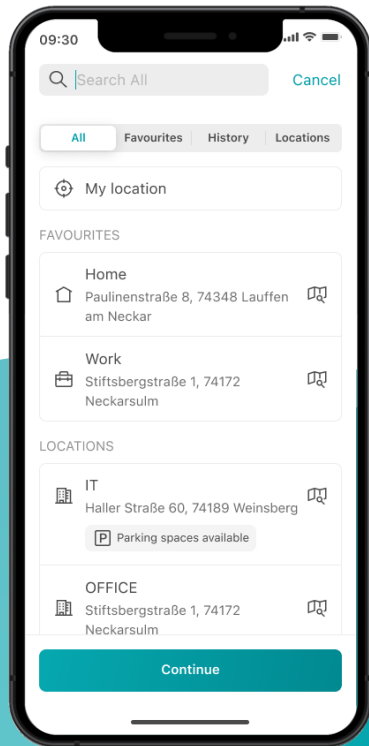 09:30
Search All
Cancel
All Favourites History Locations
My location
FAVOURITES
Home
Paulinenstraße 8, 74348 Lauffen
am Neckar
Work
Stiftsbergstraße 1, 74172
Neckarsulm
LOCATIONS
IT
Haller Straße 60, 74189 Weinsberg
P Parking spaces available
OFFICE
Stiftsbergstraße 1, 74172
Neckarsulm
Continue